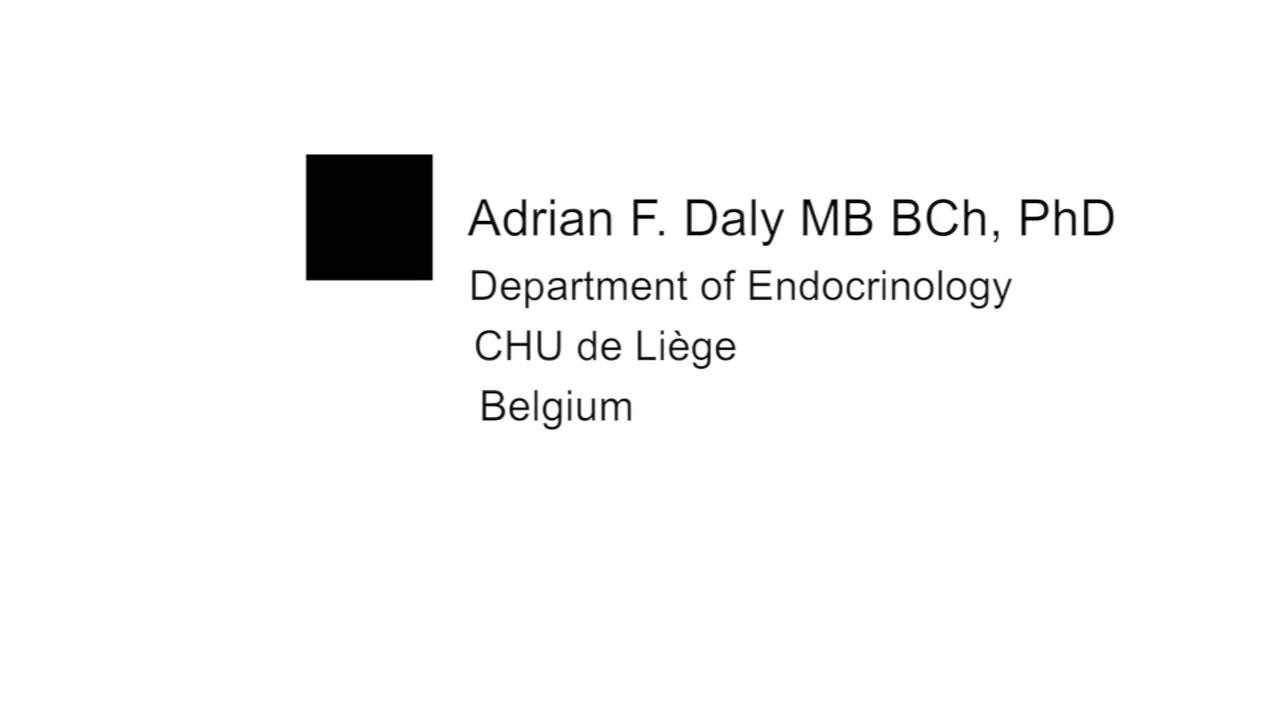 Adrian F. Daly MB BCh, PhD
Department of Endocrinology
CHU de Liège
Belgium